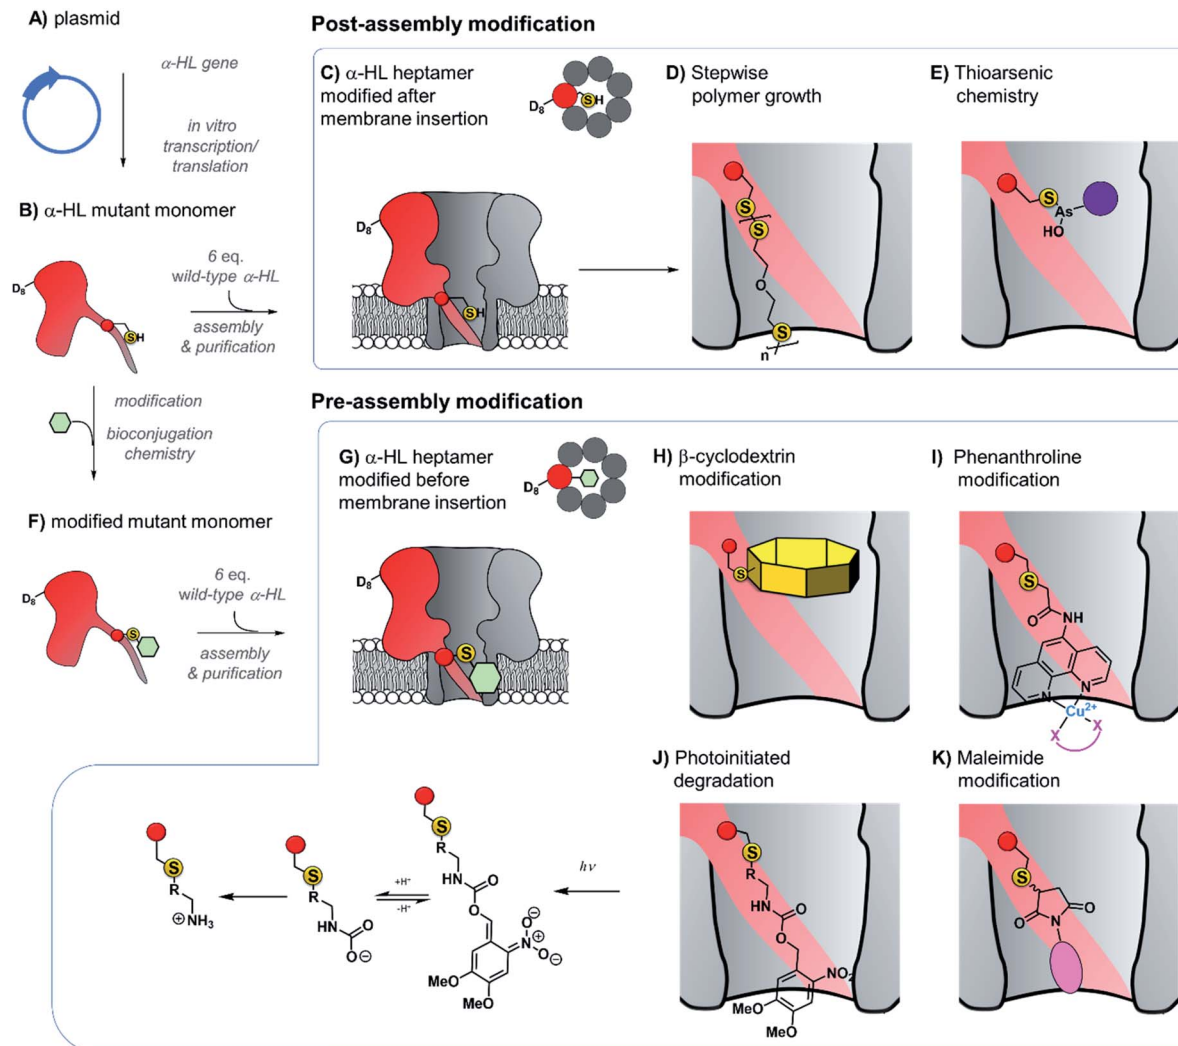 A) plasmid
α-HL gene
in vitro
transcription/
translation
B) α-HL mutant monomer
D8
SH
6 eq.
wild-type α-HL
assembly
& purification
modification
bioconjugation
chemistry
F) modified mutant monomer
D8
S
6 eq.
wild-type α-HL
assembly
& purification
Post-assembly modification
C) α-HL heptamer
modified after
membrane insertion
D8
SH
D8
SH
D) Stepwise
polymer growth
S
S
O
S
n
E) Thioarsenic
chemistry
S
As
HO
Pre-assembly modification
G) α-HL heptamer
modified before
membrane insertion
D8
D8
S
H) β-cyclodextrin
modification
S
I) Phenanthroline
modification
S
O
NH
N
N
Cu2+
X
X
J) Photoinitiated
degradation
S
R
NH
O
O
NO2
MeO
MeO
K) Maleimide
modification
S
O
N
O
hν
S
R
NH
O
O
O⊖
N⊕
O⊖
MeO
MeO
+H+
-H+
S
R
NH
O
O⊖
S
R
⊕NH3